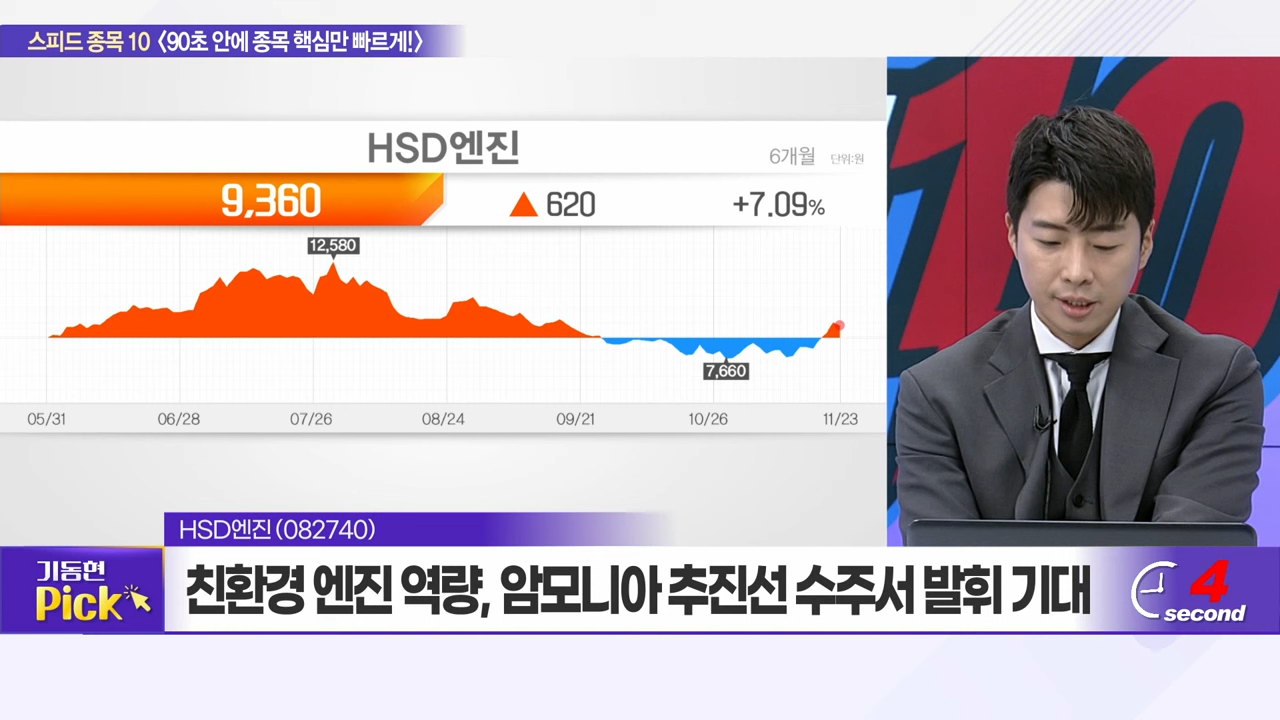 스피드 종목 10 〈90초 안에 종목 핵심만 빠르게!〉
HSD엔진
6개월 단위:원
9,360 ▲ 620 +7.09%
12,580
7,660
05/31 06/28 07/26 08/24 09/21 10/26 11/23
10
HSD엔진(082740)
기동현
Pick
친환경 엔진 역량, 암모니아 추진선 수주서 발휘 기대
4
second